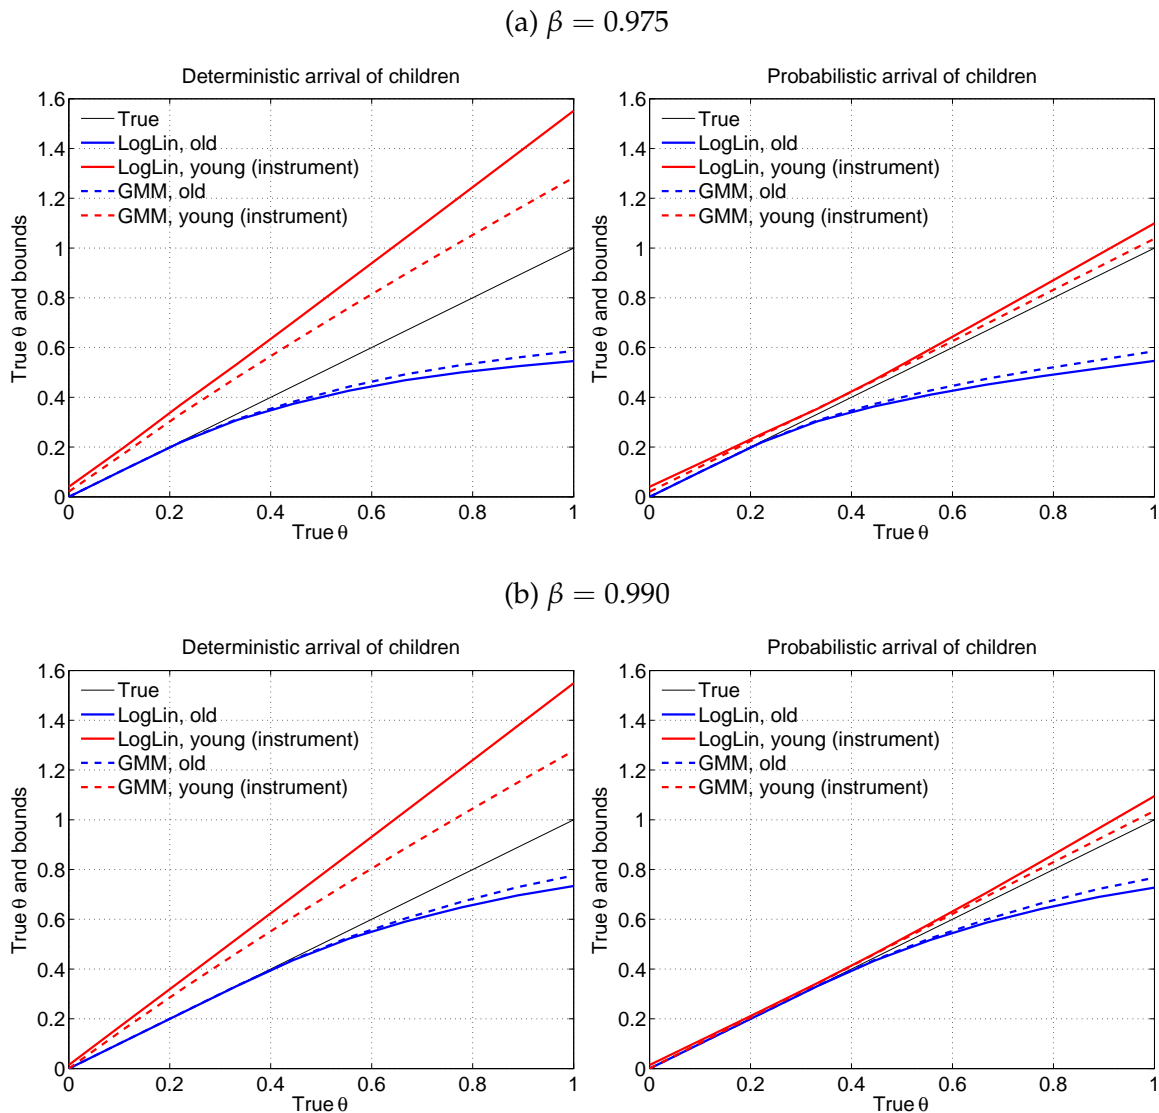 (a) β = 0.975
Deterministic arrival of children
True θ and bounds
1.6
1.4
1.2
1
0.8
0.6
0.4
0.2
0
True
LogLin, old
LogLin, young (instrument)
GMM, old
GMM, young (instrument)
0 0.2 0.4 0.6 0.8 1
True θ
Probabilistic arrival of children
True θ and bounds
1.6
1.4
1.2
1
0.8
0.6
0.4
0.2
0
True
LogLin, old
LogLin, young (instrument)
GMM, old
GMM, young (instrument)
0 0.2 0.4 0.6 0.8 1
True θ
(b) β = 0.990
Deterministic arrival of children
True θ and bounds
1.6
1.4
1.2
1
0.8
0.6
0.4
0.2
0
True
LogLin, old
LogLin, young (instrument)
GMM, old
GMM, young (instrument)
0 0.2 0.4 0.6 0.8 1
True θ
Probabilistic arrival of children
True θ and bounds
1.6
1.4
1.2
1
0.8
0.6
0.4
0.2
0
True
LogLin, old
LogLin, young (instrument)
GMM, old
GMM, young (instrument)
0 0.2 0.4 0.6 0.8 1
True θ